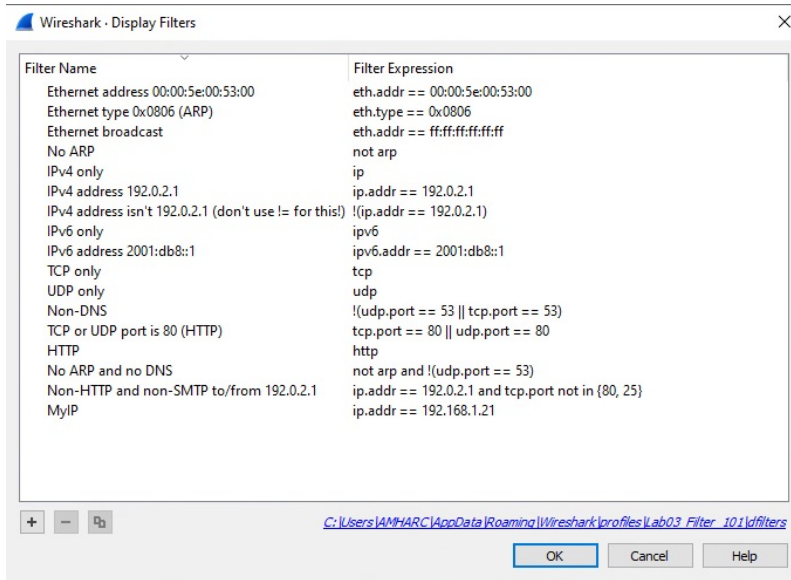 Wireshark · Display Filters
Filter Name Filter Expression
Ethernet address 00:00:5e:00:53:00 eth.addr == 00:00:5e:00:53:00
Ethernet type 0x0806 (ARP) eth.type == 0x0806
Ethernet broadcast eth.addr == ff:ff:ff:ff:ff:ff
No ARP not arp
IPv4 only ip
IPv4 address 192.0.2.1 ip.addr == 192.0.2.1
IPv4 address isn't 192.0.2.1 (don't use != for this!) !(ip.addr == 192.0.2.1)
IPv6 only ipv6
IPv6 address 2001:db8::1 ipv6.addr == 2001:db8::1
TCP only tcp
UDP only udp
Non-DNS !(udp.port == 53 || tcp.port == 53)
TCP or UDP port is 80 (HTTP) tcp.port == 80 || udp.port == 80
HTTP http
No ARP and no DNS not arp and !(udp.port == 53)
Non-HTTP and non-SMTP to/from 192.0.2.1 ip.addr == 192.0.2.1 and tcp.port not in {80, 25}
MyIP ip.addr == 192.168.1.21
C:\Users\AMHARC\AppData\Roaming\Wireshark\profiles\Lab03_Filter_101\dfilters
OK Cancel Help